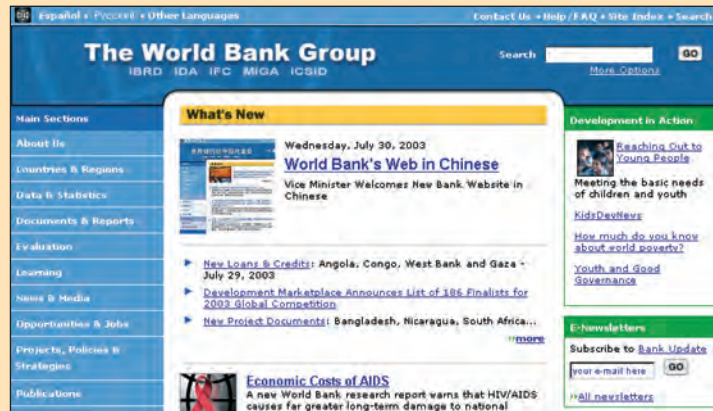 Español • Русский • Other Languages
Contact Us • Help/FAQ • Site Index • Search
The World Bank Group
IBRD IDA IFC MIGA ICSID
Search
GO
More Options
Main Sections
About Us
Countries & Regions
Data & Statistics
Documents & Reports
Evaluation
Learning
News & Media
Opportunities & Jobs
Projects, Policies &
Strategies
Publications
What's New
Wednesday, July 30, 2003
World Bank's Web in Chinese
Vice Minister Welcomes New Bank Website in
Chinese
New Loans & Credits: Angola, Congo, West Bank and Gaza -
July 29, 2003
Development Marketplace Announces List of 186 Finalists for
2003 Global Competition
New Project Documents: Bangladesh, Nicaragua, South Africa...
»more
Economic Costs of AIDS
A new World Bank research report warns that HIV/AIDS
causes far greater long-term damage to national
Development in Action
Reaching Out to
Young People
Meeting the basic needs
of children and youth
KidsDevNews
How much do you know
about world poverty?
Youth and Good
Governance
E-Newsletters
Subscribe to Bank Update
your e-mail here
GO
»All newsletters